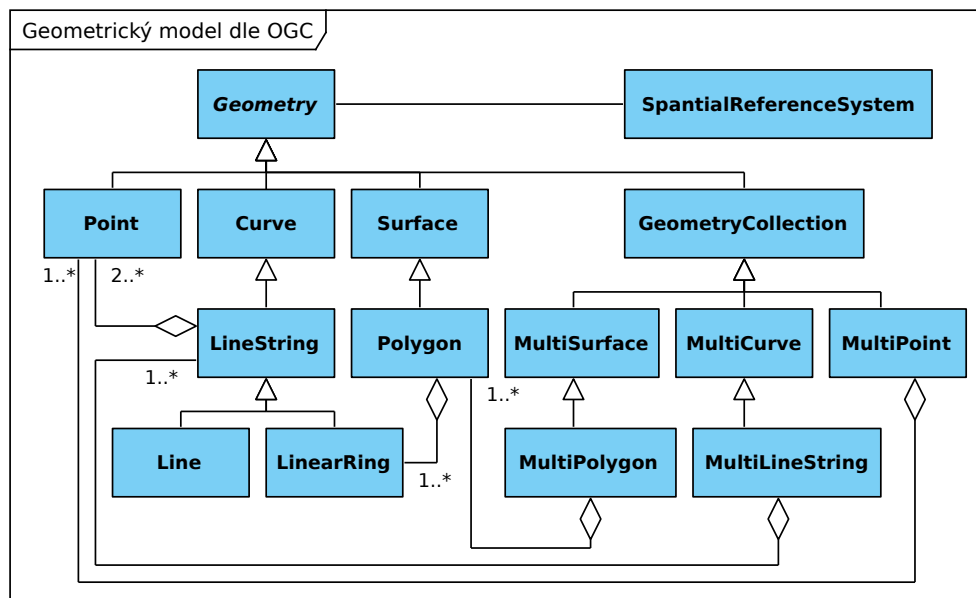 Geometrický model dle OGC
Geometry
SpantialReferenceSystem
Point
Curve
Surface
GeometryCollection
1..*
2..*
LineString
Polygon
MultiSurface
MultiCurve
MultiPoint
1..*
1..*
Line
LinearRing
1..*
MultiPolygon
MultiLineString